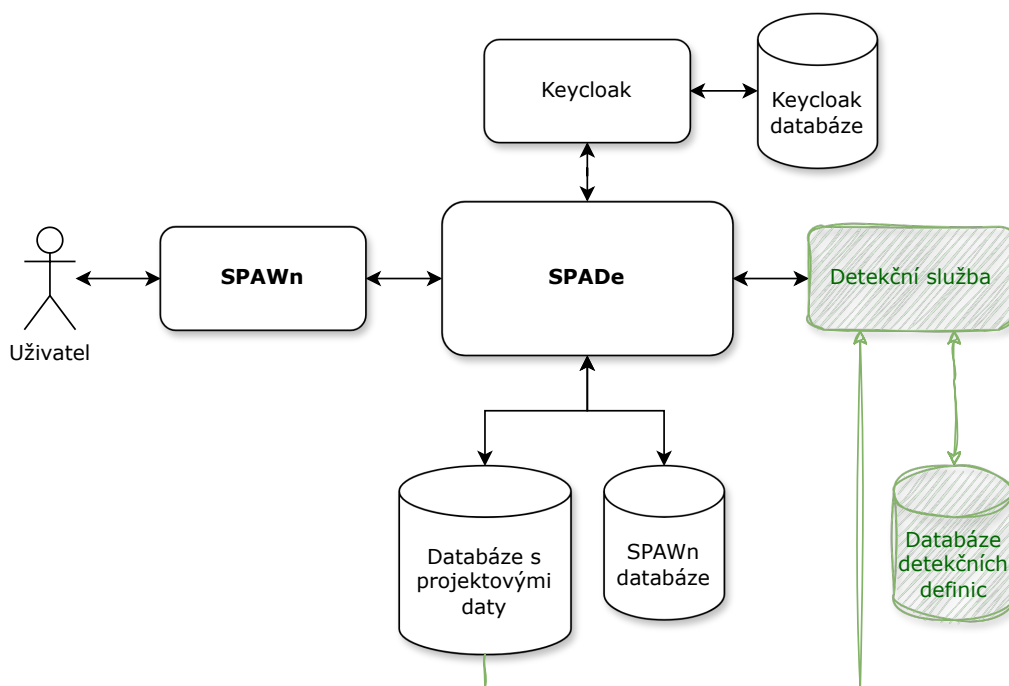 Keycloak
Keycloak
databáze
Uživatel
SPAWn
SPADe
Detekční služba
Databáze s
projektovými
daty
SPAWn
databáze
Databáze
detekčních
definic